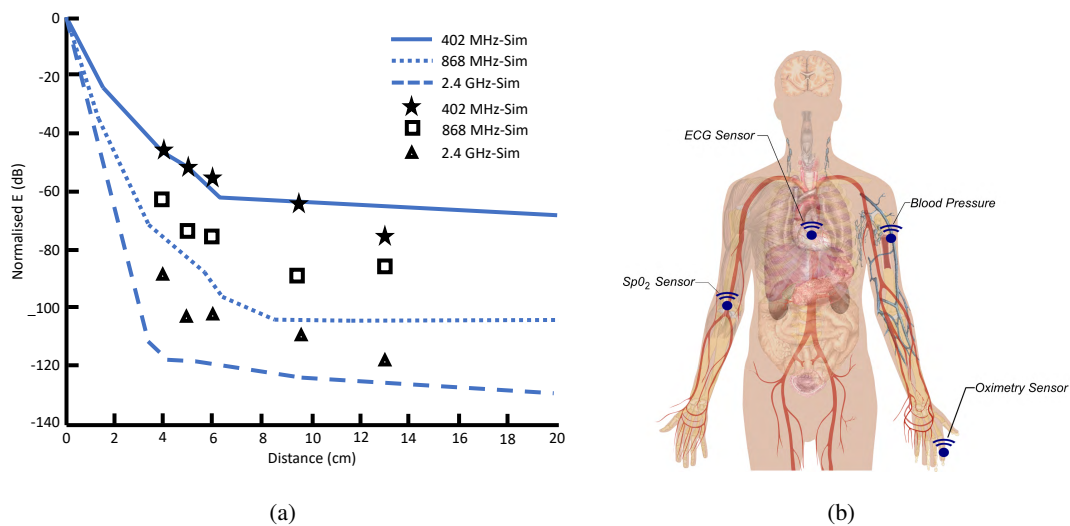 0
-20
-40
-60
-80
_100
-120
-140
Normalised E (dB)
0
2
4
6
8
10
12
14
16
18
20
Distance (cm)
402 MHz-Sim
868 MHz-Sim
2.4 GHz-Sim
402 MHz-Sim
868 MHz-Sim
2.4 GHz-Sim
(a)
ECG Sensor
Blood Pressure
Sp0₂ Sensor
Oximetry Sensor
(b)